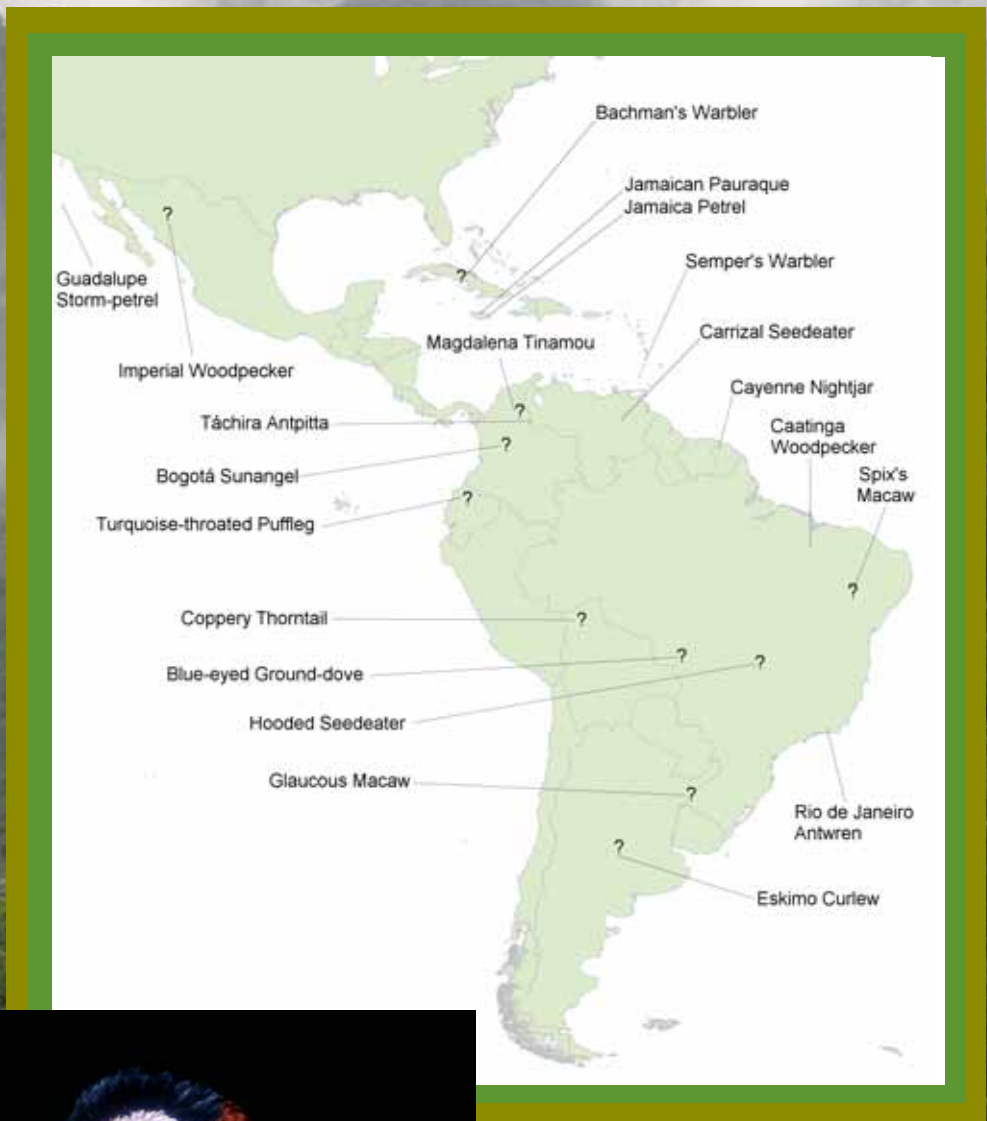 Bachman's Warbler
Jamaican Pauraque
Jamaica Petrel
Semper's Warbler
?
?
Guadalupe
Storm-petrel
Carrizal Seedeater
Magdalena Tinamou
Imperial Woodpecker
Cayenne Nightjar
?
Táchira Antpitta
Caatinga
Woodpecker
?
Bogotá Sunangel
Spix's
Macaw
?
Turquoise-throated Puffleg
?
Coppery Thorntail
?
?
?
Blue-eyed Ground-dove
Hooded Seedeater
Glaucous Macaw
?
Rio de Janeiro
Antwren
?
Eskimo Curlew